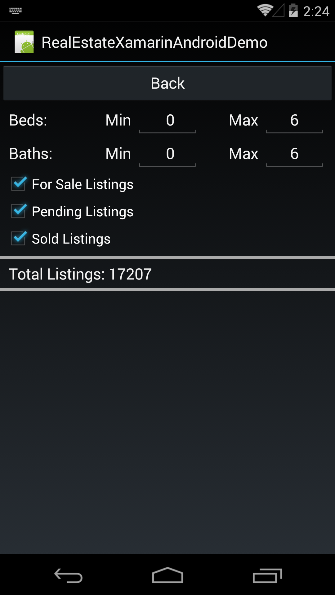 2:24
RealEstateXamarinAndroidDemo
Back
Beds: Min 0 Max 6
Baths: Min 0 Max 6
For Sale Listings
Pending Listings
Sold Listings
Total Listings: 17207